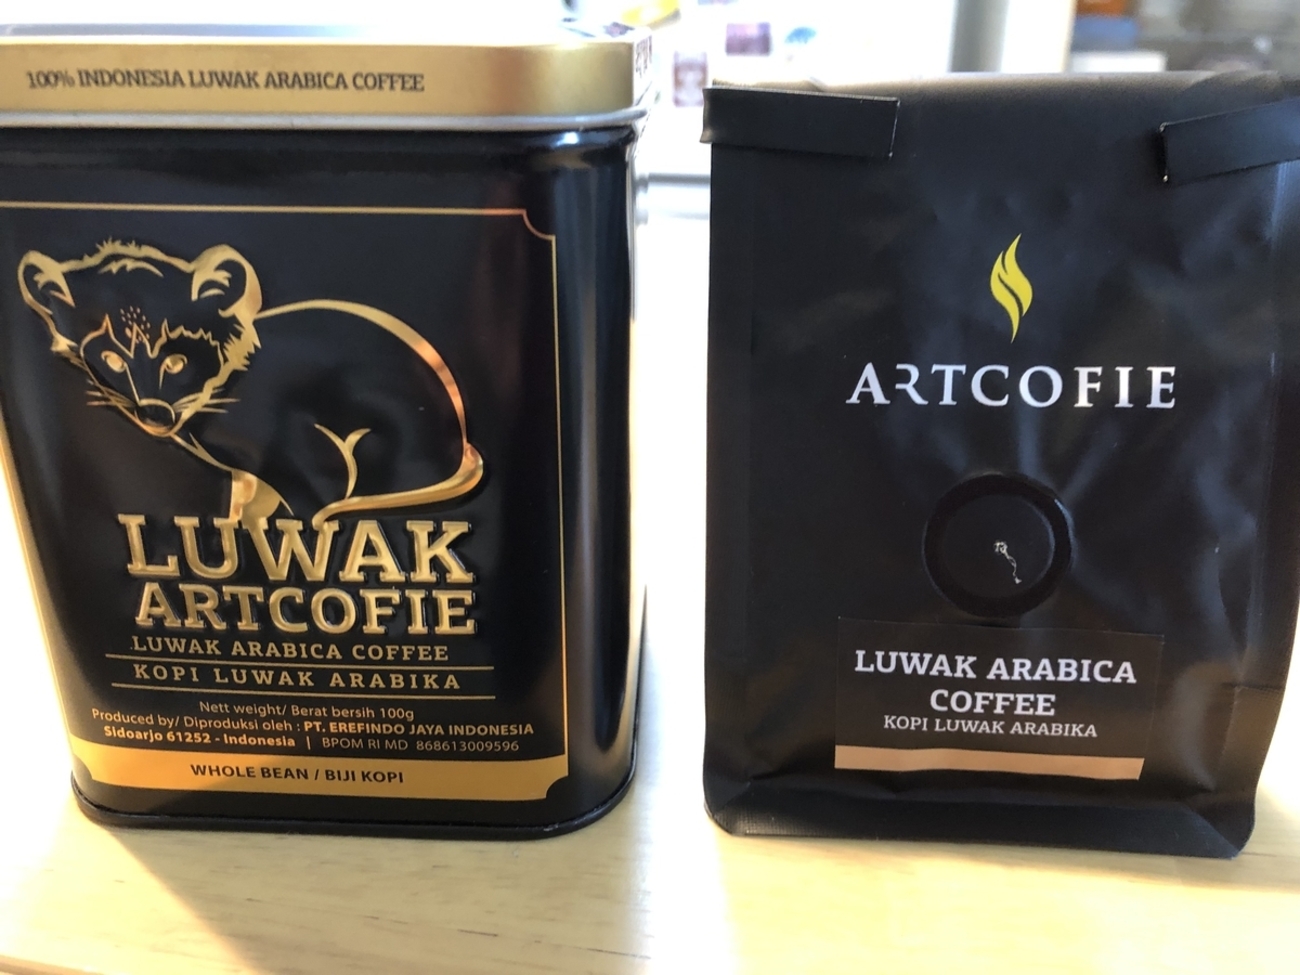 100% INDONESIA LUWAK ARABICA COFFEE
LUWAK
ARTCOFIE
LUWAK ARABICA COFFEE
KOPI LUWAK ARABIKA
Nett weight/ Berat bersih 100g
Produced by/ Diproduksi oleh : PT. EREFINDO JAYA INDONESIA
Sidoarjo 61252 - Indonesia | BPOM RI MD 868613009596
WHOLE BEAN / BIJI KOPI
ARTCOFIE
LUWAK ARABICA
COFFEE
KOPI LUWAK ARABIKA